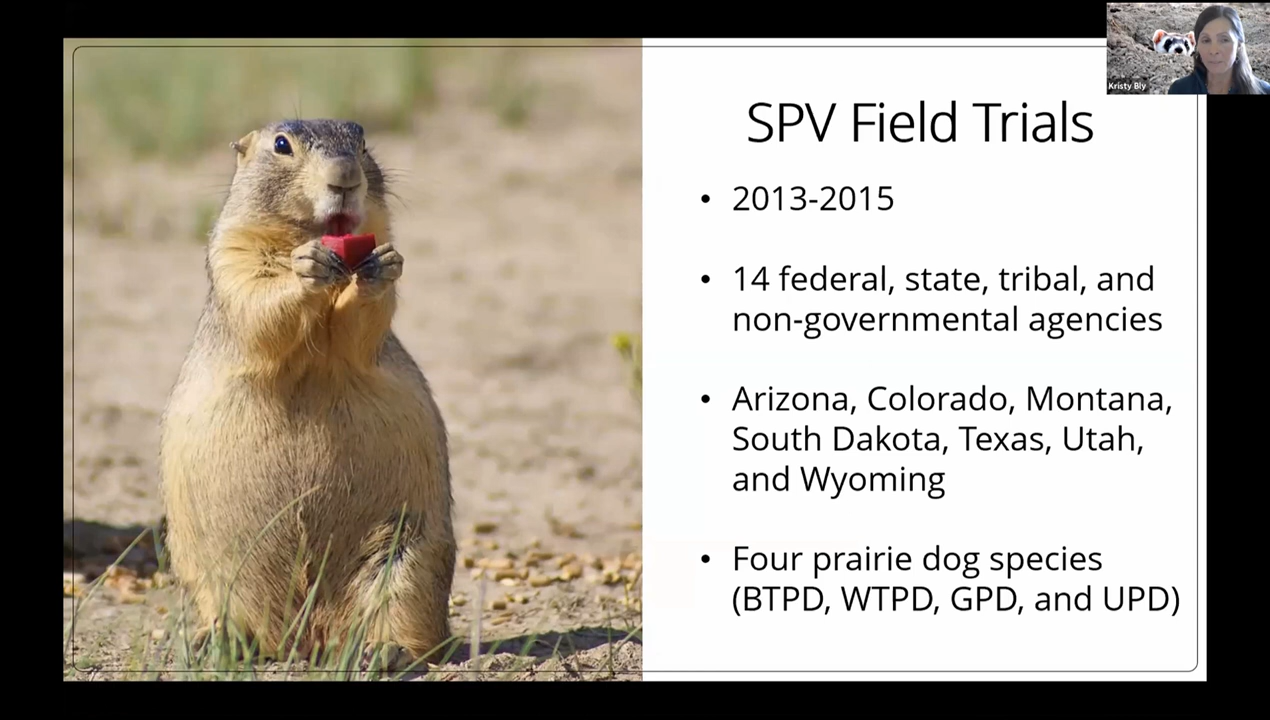 Kristy Bly
SPV Field Trials
• 2013-2015
• 14 federal, state, tribal, and
non-governmental agencies
• Arizona, Colorado, Montana,
South Dakota, Texas, Utah,
and Wyoming
• Four prairie dog species
(BTPD, WTPD, GPD, and UPD)